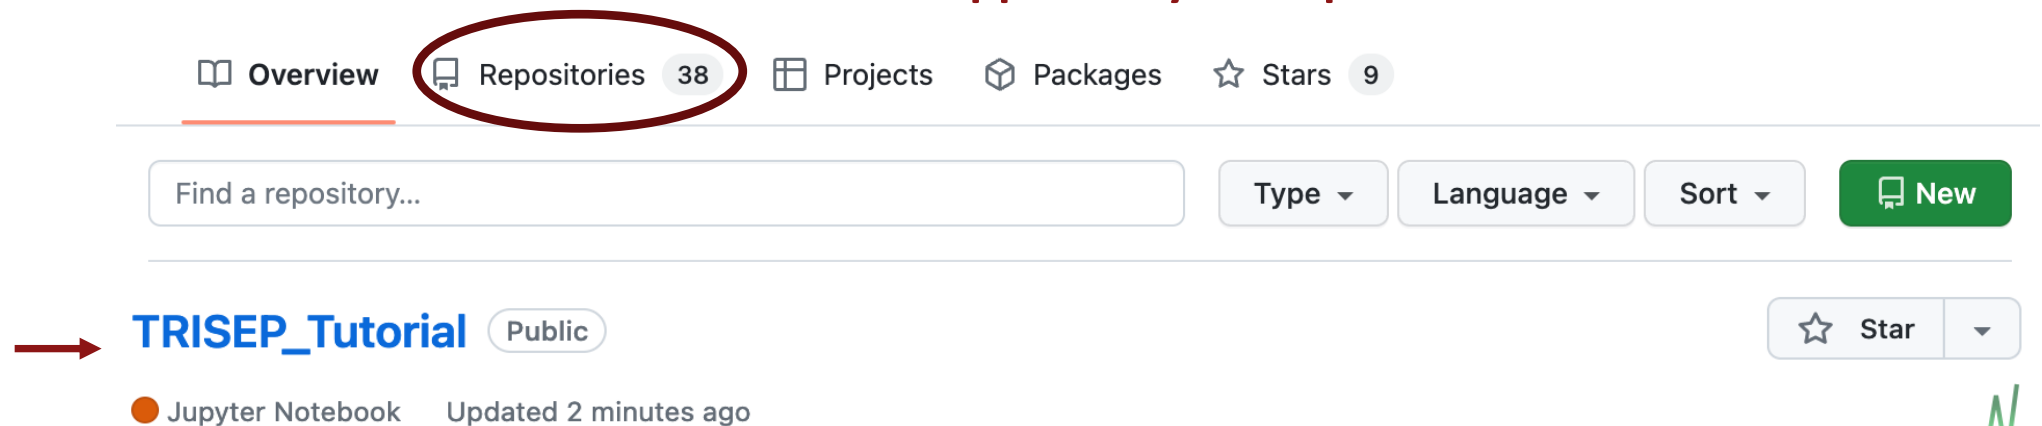 Overview Repositories 38 Projects Packages Stars 9
Find a repository... Type Language Sort New
TRISEP_Tutorial Public Star
Jupyter Notebook Updated 2 minutes ago